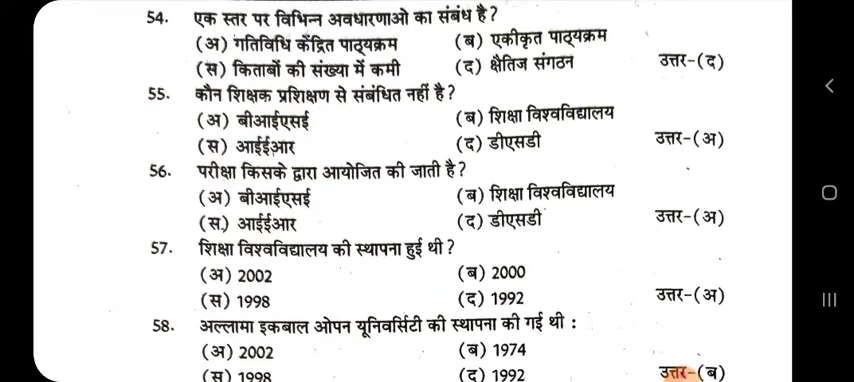 54. एक स्तर पर विभिन्न अवधारणाओ का संबंध है?
(अ) गतिविधि केंद्रित पाठ्यक्रम (ब) एकीकृत पाठ्यक्रम
(स) किताबों की संख्या में कमी (द) क्षैतिज संगठन उत्तर-(द)
55. कौन शिक्षक प्रशिक्षण से संबंधित नहीं है?
(अ) बीआईएसई (ब) शिक्षा विश्वविद्यालय
(स) आईईआर (द) डीएसडी उत्तर-(अ)
56. परीक्षा किसके द्वारा आयोजित की जाती है?
(अ) बीआईएसई (ब) शिक्षा विश्वविद्यालय
(स) आईईआर (द) डीएसडी उत्तर-(अ)
57. शिक्षा विश्वविद्यालय की स्थापना हुई थी?
(अ) 2002 (ब) 2000
(स) 1998 (द) 1992 उत्तर-(अ)
58. अल्लामा इकबाल ओपन यूनिवर्सिटी की स्थापना की गई थी :
(अ) 2002 (ब) 1974
(स) 1998 (द) 1992 उत्तर-(ब)